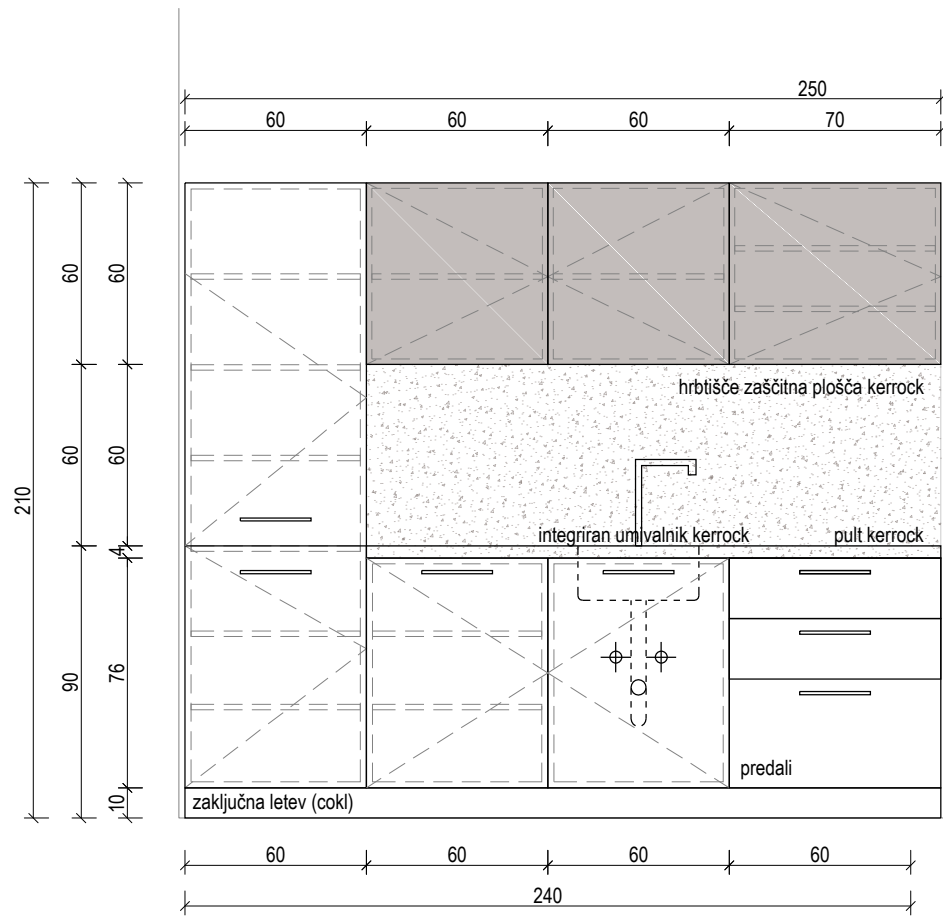 250
60 60 60 70
60 60
hrbtišče zaščitna plošča kerrock
60 60
210
integriran umivalnik kerrock pult kerrock
4
90 76
predali
10
zaključna letev (cokl)
60 60 60 60
240